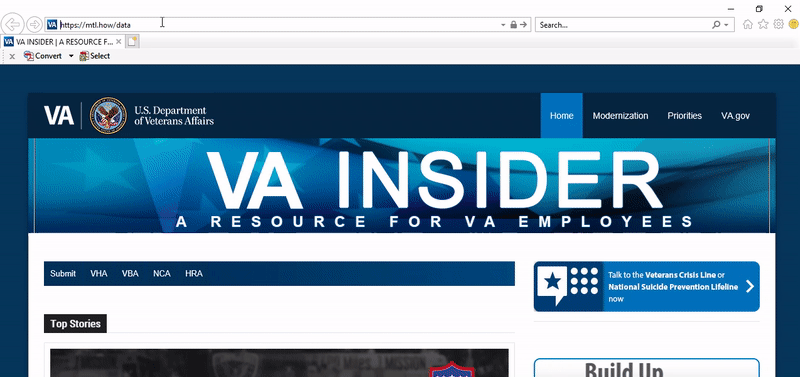 https://mtl.how/data
Search...
VA INSIDER | A RESOURCE F...
x Convert Select
VA U.S. Department of Veterans Affairs
Home Modernization Priorities VA.gov
VA INSIDER
A RESOURCE FOR VA EMPLOYEES
Submit VHA VBA NCA HRA
Talk to the Veterans Crisis Line or
National Suicide Prevention Lifeline
now
Top Stories
Build Up